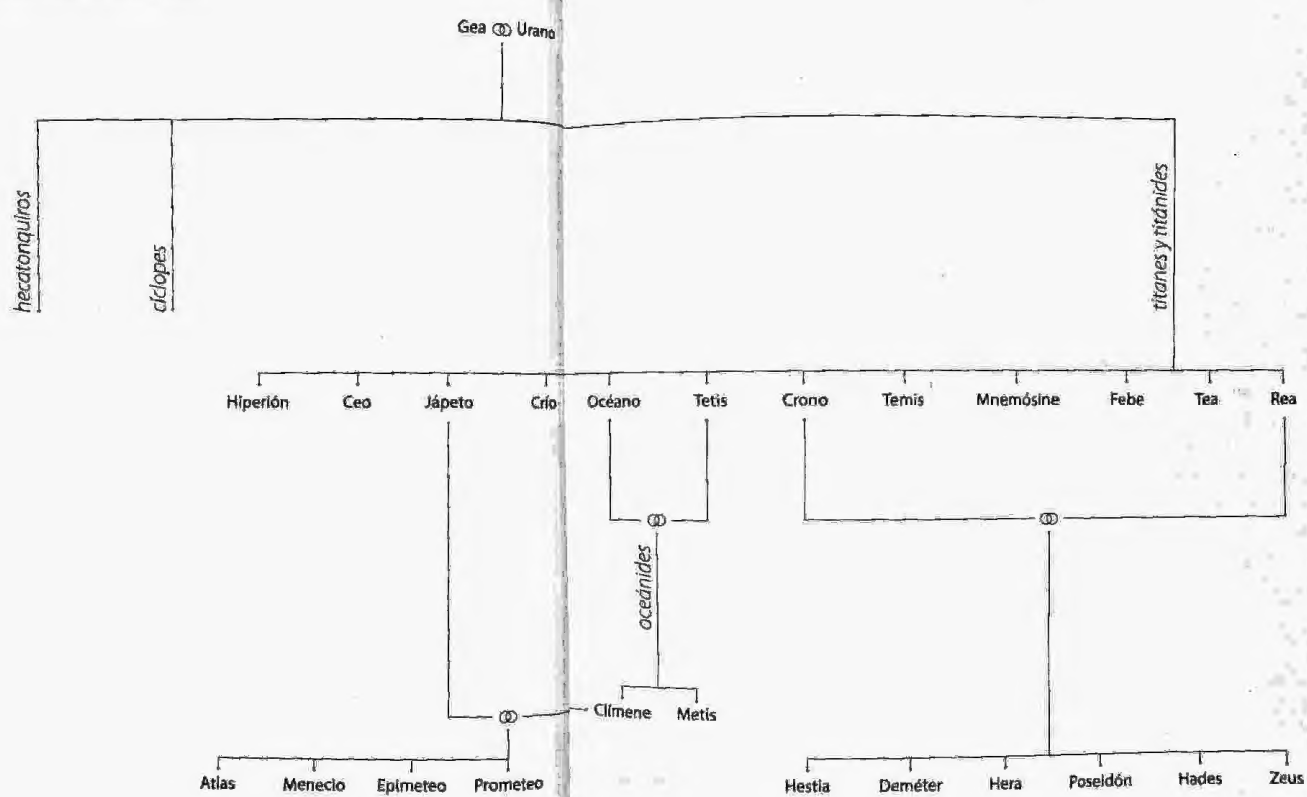 Gea Urano
hecatonquiros
cíclopes
titanes y titánides
Hiperión Ceo Jápeto Crío Océano Tetis Crono Temis Mnemósine Febe Tea Rea
oceánides
Clímene Metis
Atlas Menecio Epimeteo Prometeo
Hestia Deméter Hera Poseidón Hades Zeus